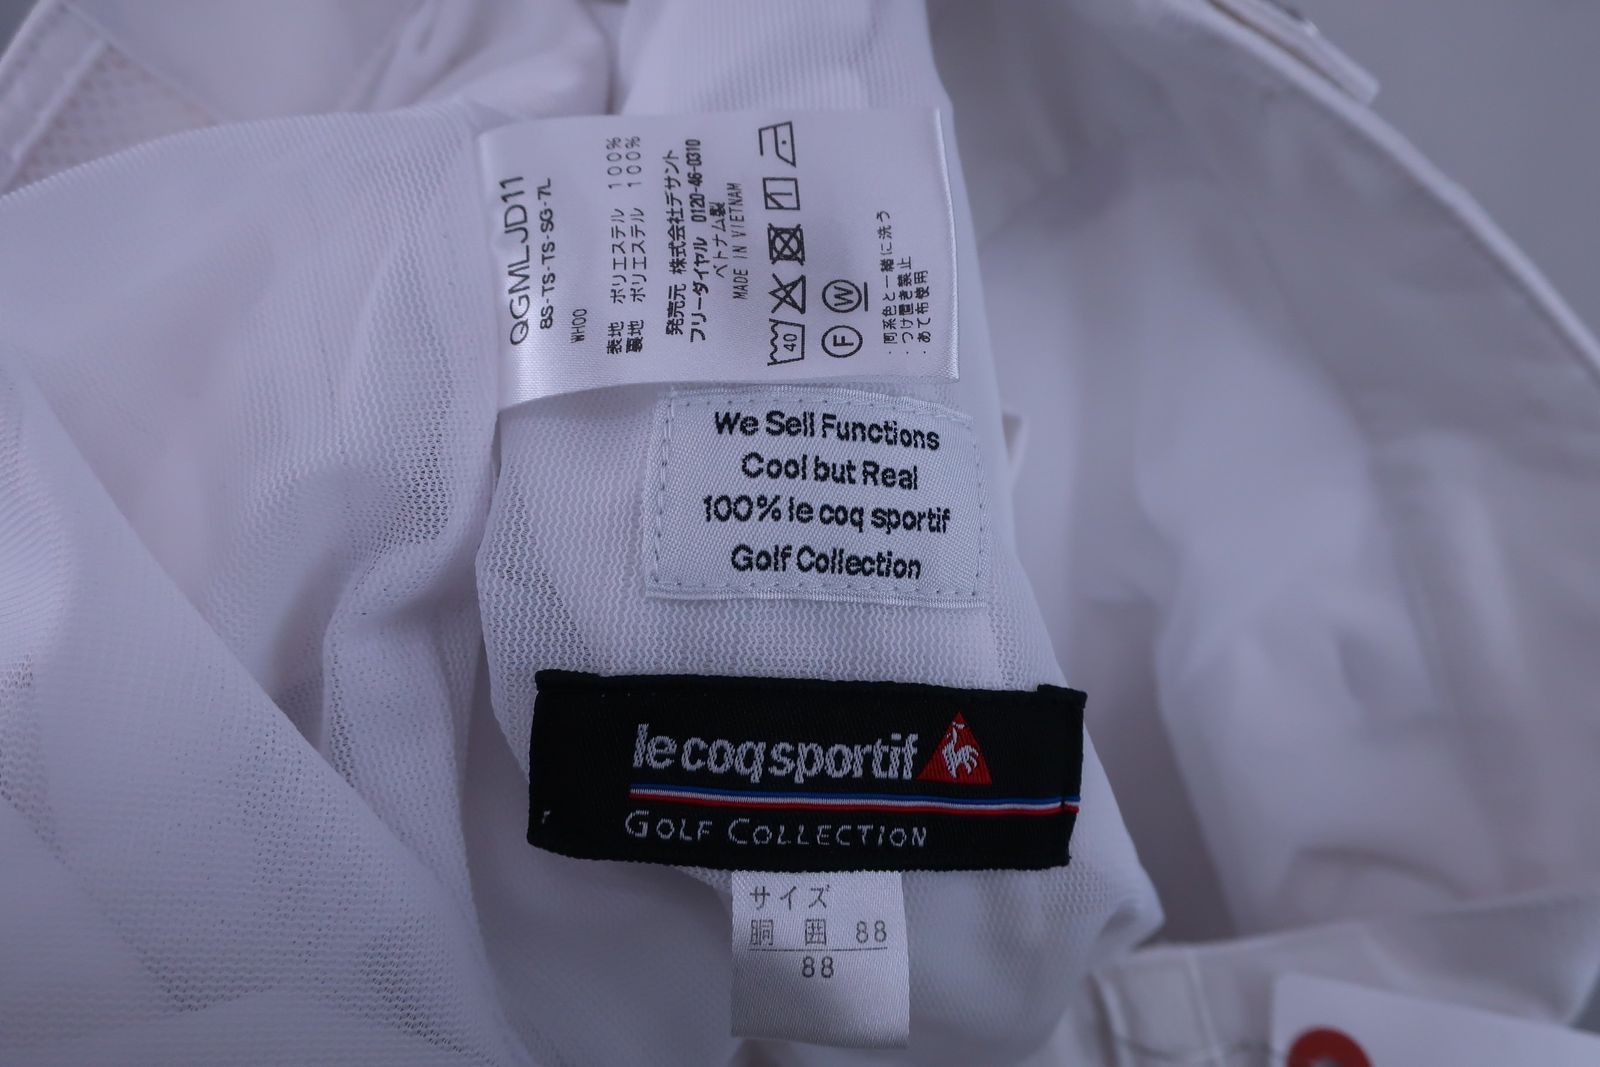 QGMLJD11
8S-TS-TS-SG-7L
WH00
表地 ポリエステル 100%
裏地 ポリエステル 100%
発売元 株式会社デサント
フリーダイヤル 0120-46-0310
ベトナム製
MADE IN VIETNAM
40
F W
・同系色と一緒に洗う
・つけ置き禁止
・あて布使用
We Sell Functions
Cool but Real
100% le coq sportif
Golf Collection
le coq sportif
GOLF COLLECTION
サイズ
胴囲 88
88